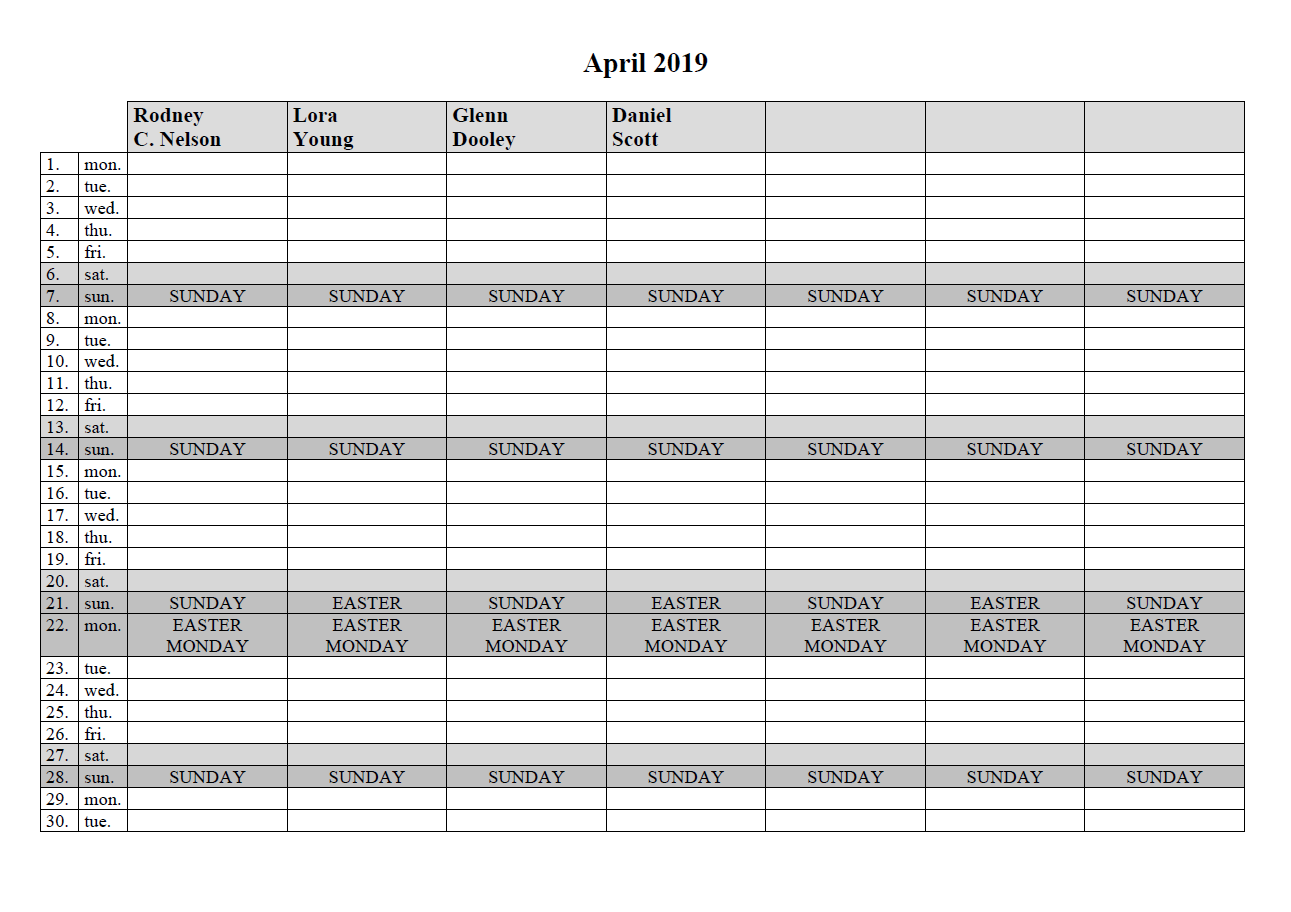 April 2019
Rodney Lora Glenn Daniel
C. Nelson Young Dooley Scott
1. mon.
2. tue.
3. wed.
4. thu.
5. fri.
6. sat.
7. sun. SUNDAY SUNDAY SUNDAY SUNDAY SUNDAY SUNDAY SUNDAY
8. mon.
9. tue.
10. wed.
11. thu.
12. fri.
13. sat.
14. sun. SUNDAY SUNDAY SUNDAY SUNDAY SUNDAY SUNDAY SUNDAY
15. mon.
16. tue.
17. wed.
18. thu.
19. fri.
20. sat.
21. sun. SUNDAY EASTER SUNDAY EASTER SUNDAY EASTER SUNDAY
22. mon. EASTER EASTER EASTER EASTER EASTER EASTER EASTER
MONDAY MONDAY MONDAY MONDAY MONDAY MONDAY MONDAY
23. tue.
24. wed.
25. thu.
26. fri.
27. sat.
28. sun. SUNDAY SUNDAY SUNDAY SUNDAY SUNDAY SUNDAY SUNDAY
29. mon.
30. tue.